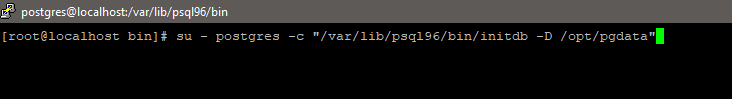 postgres@localhost:/var/lib/psql96/bin
[root@localhost bin]# su - postgres -c "/var/lib/psql96/bin/initdb -D /opt/pgdata"